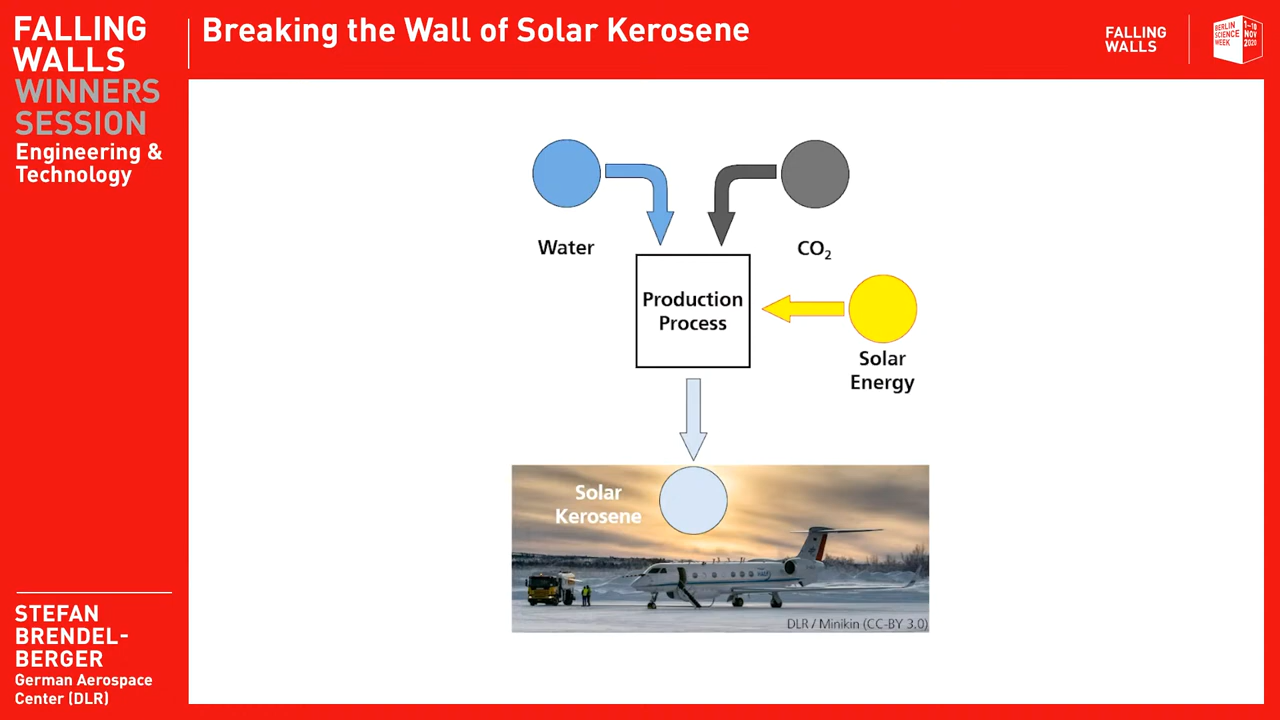 FALLING
WALLS
WINNERS
SESSION
Engineering &
Technology
Breaking the Wall of Solar Kerosene
FALLING
WALLS
BERLIN
SCIENCE
WEEK
1–10
NOV
2020
Water
CO₂
Production
Process
Solar
Energy
Solar
Kerosene
DLR / Minikin (CC-BY 3.0)
STEFAN
BRENDEL-
BERGER
German Aerospace
Center (DLR)